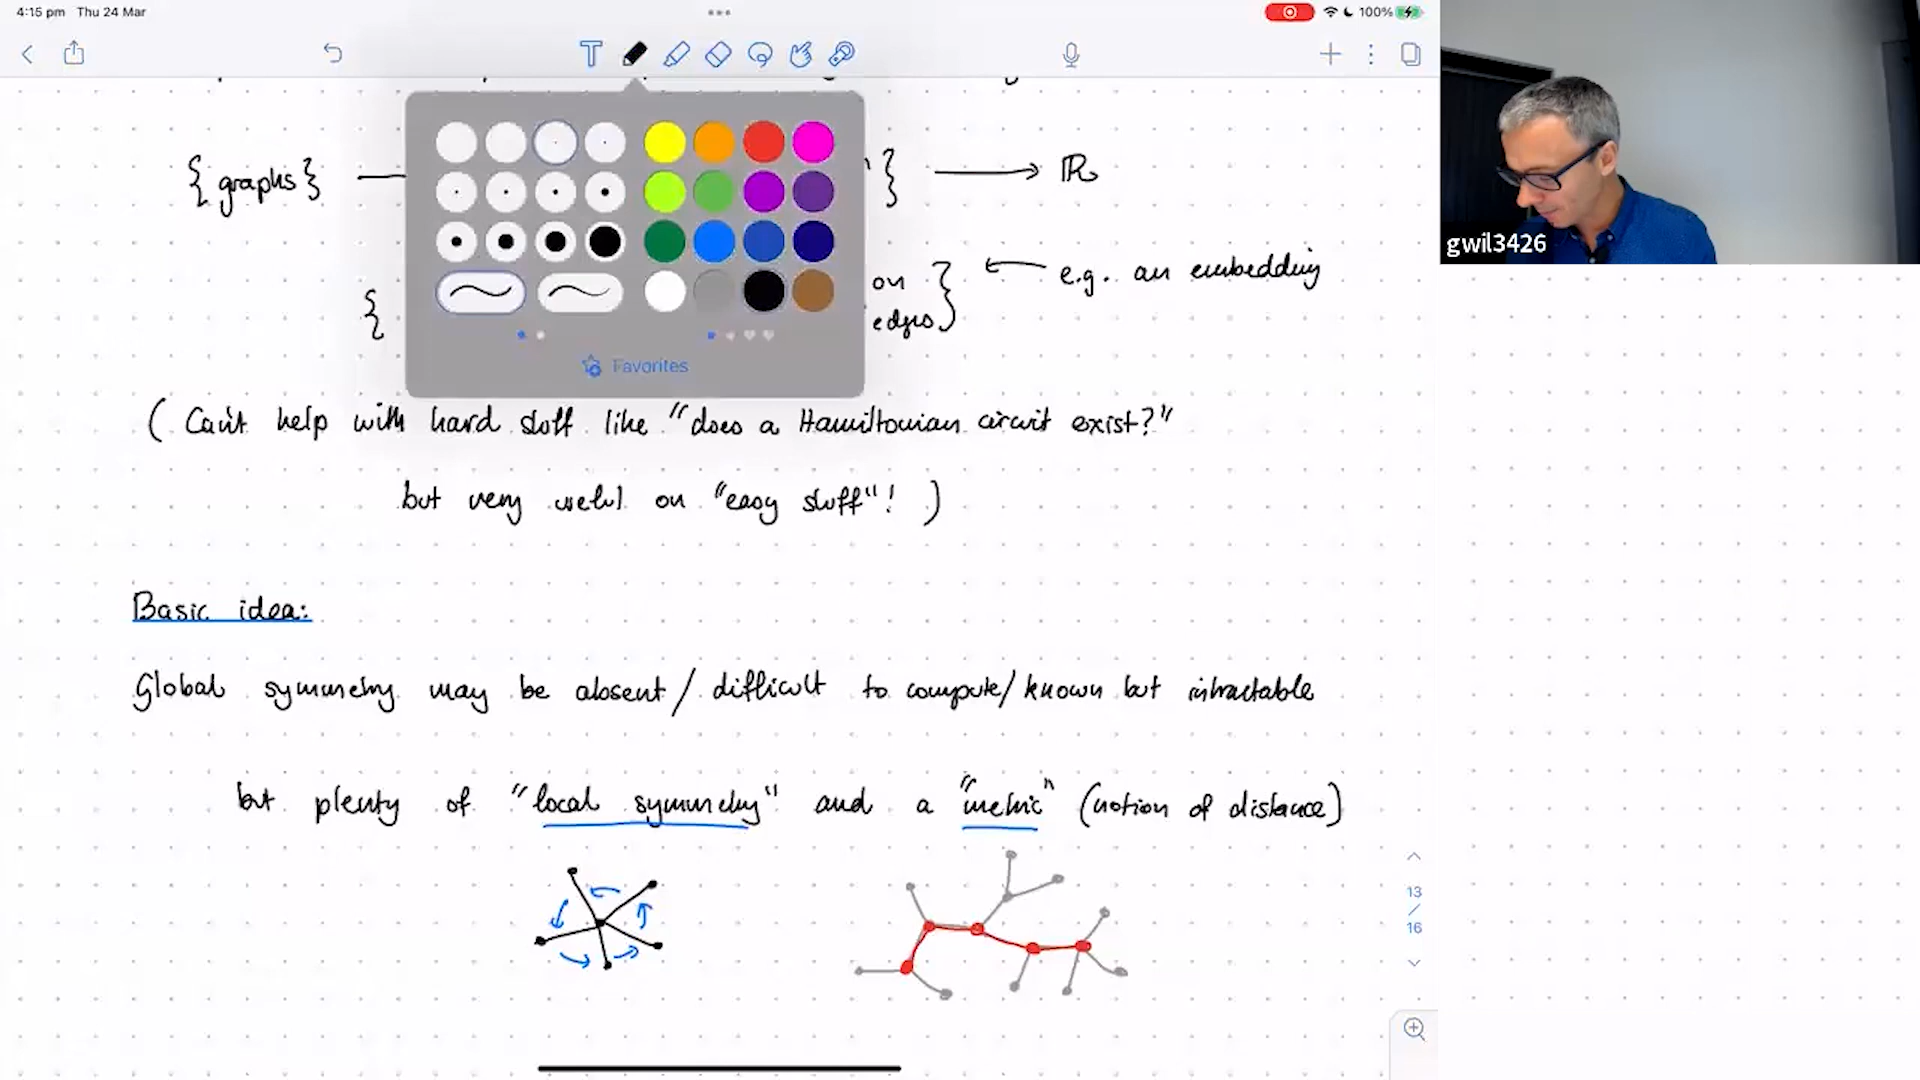 4:15 pm Thu 24 Mar
100%
{graphs} } ⟶ ℝ
{ on edges } ⟵ e.g. an embedding
( Can't help with hard stuff like "does a Hamiltonian circuit exist?"
but very useful on "easy stuff"! )
Basic idea:
Global symmetry may be absent / difficult to compute / known but intractable
but plenty of "local symmetry" and a "metric" (notion of distance)
Favorites
13
/
16
gwil3426